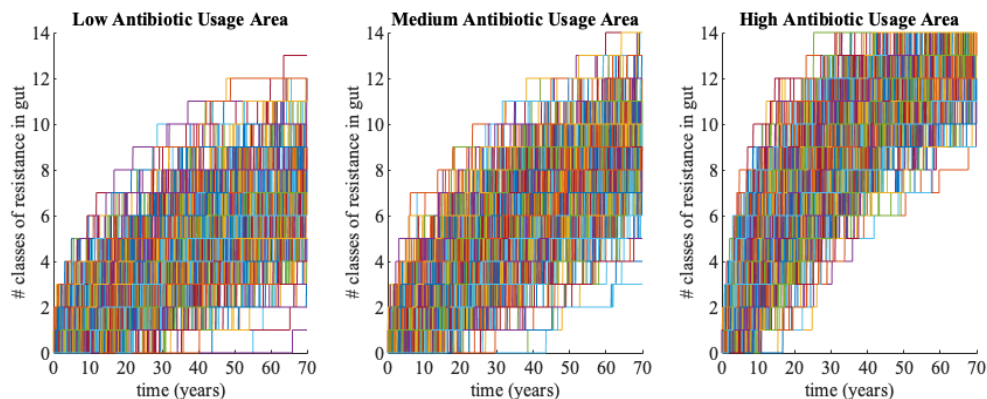 Low Antibiotic Usage Area
14
12
10
8
6
4
2
0
# classes of resistance in gut
0 10 20 30 40 50 60 70
time (years)
Medium Antibiotic Usage Area
14
12
10
8
6
4
2
0
# classes of resistance in gut
0 10 20 30 40 50 60 70
time (years)
High Antibiotic Usage Area
14
12
10
8
6
4
2
0
# classes of resistance in gut
0 10 20 30 40 50 60 70
time (years)